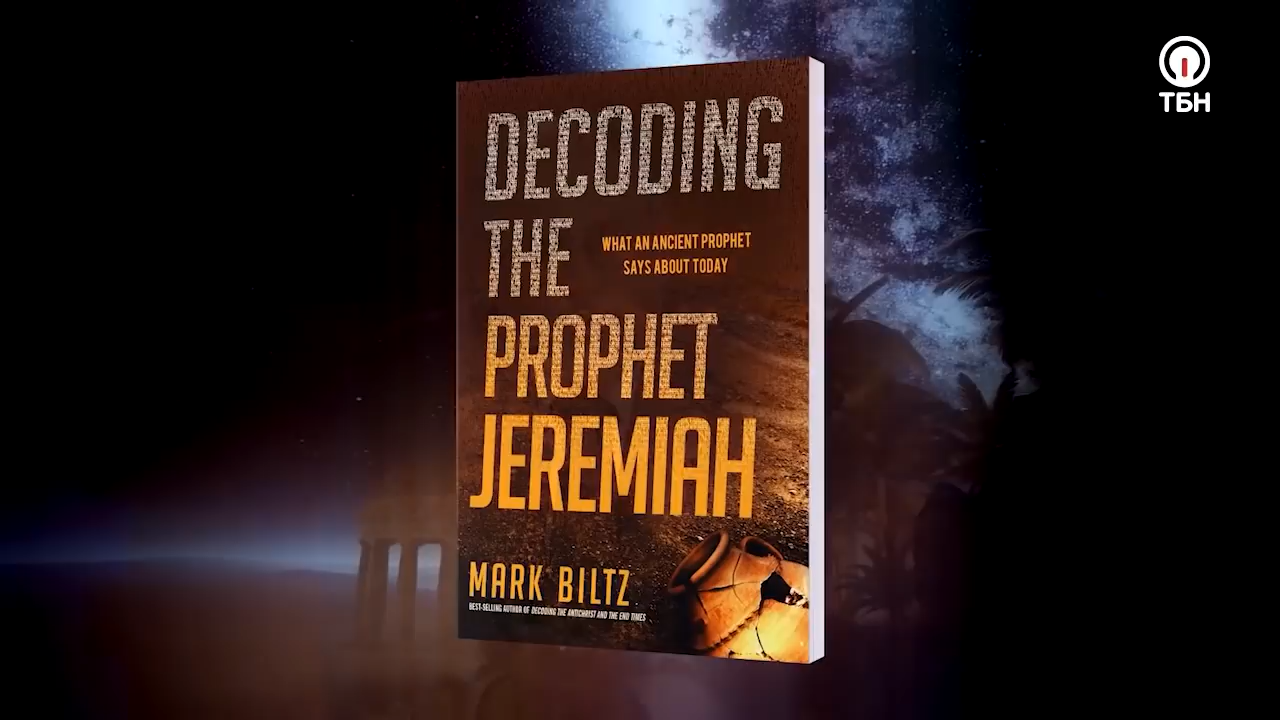 DECODING
THE
WHAT AN ANCIENT PROPHET
SAYS ABOUT TODAY
PROPHET
JEREMIAH
MARK BILTZ
BEST-SELLING AUTHOR OF DECODING THE ANTICHRIST AND THE END TIMES
ТБН